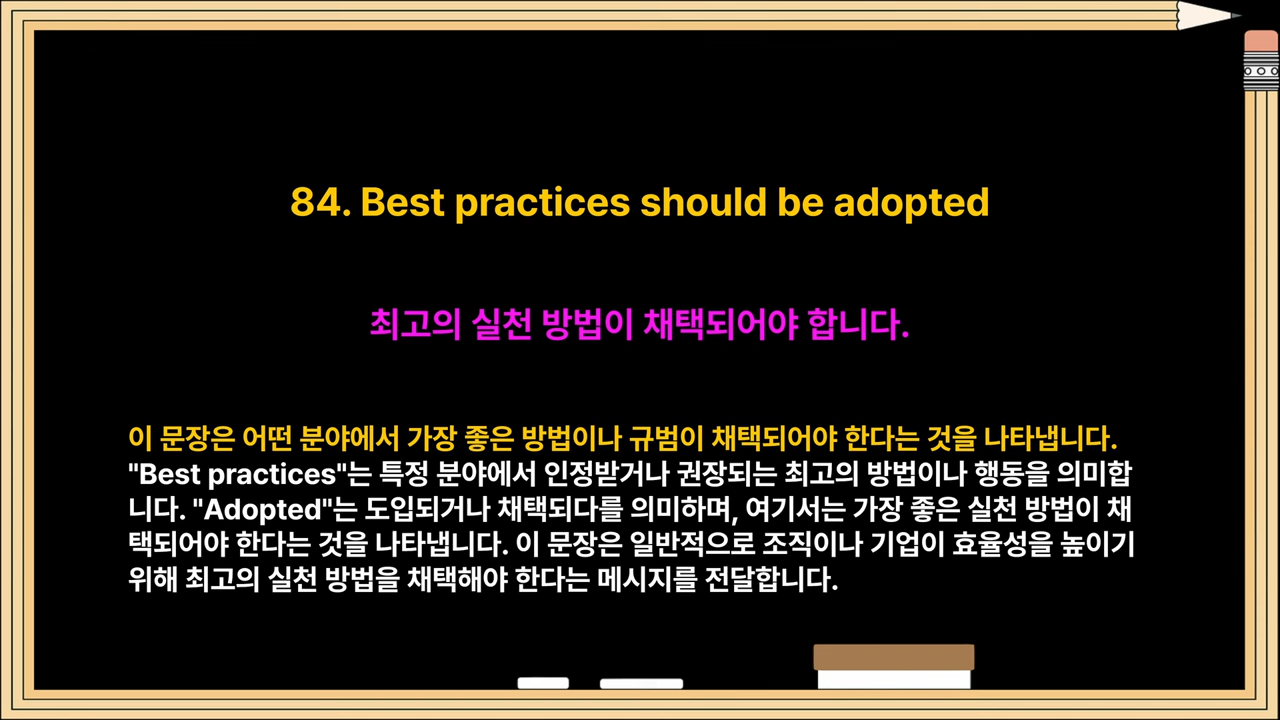 84. Best practices should be adopted
최고의 실천 방법이 채택되어야 합니다.
이 문장은 어떤 분야에서 가장 좋은 방법이나 규범이 채택되어야 한다는 것을 나타냅니다.
"Best practices"는 특정 분야에서 인정받거나 권장되는 최고의 방법이나 행동을 의미합
니다. "Adopted"는 도입되거나 채택되다를 의미하며, 여기서는 가장 좋은 실천 방법이 채
택되어야 한다는 것을 나타냅니다. 이 문장은 일반적으로 조직이나 기업이 효율성을 높이기
위해 최고의 실천 방법을 채택해야 한다는 메시지를 전달합니다.